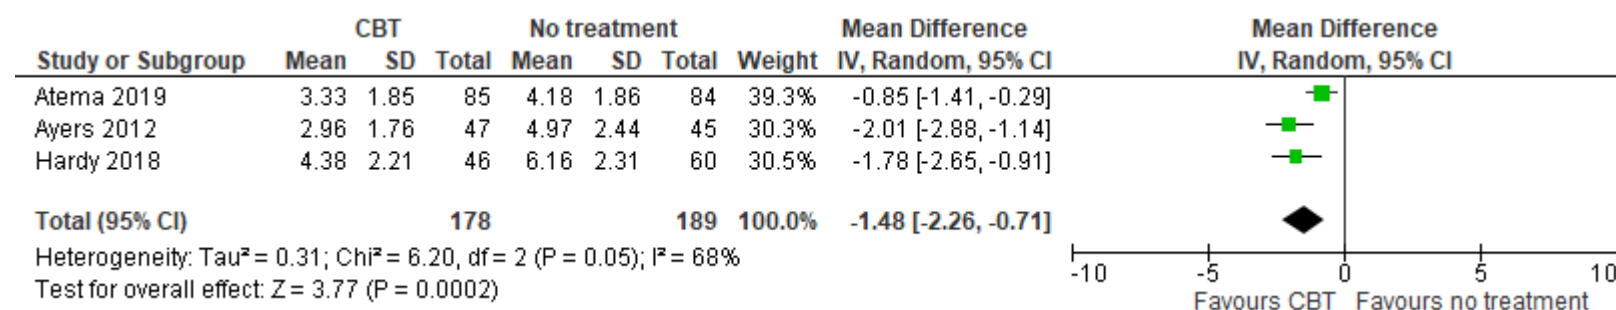 CBT No treatment Mean Difference Mean Difference
Study or Subgroup Mean SD Total Mean SD Total Weight IV, Random, 95% CI IV, Random, 95% CI
Atema 2019 3.33 1.85 85 4.18 1.86 84 39.3% -0.85 [-1.41, -0.29]
Ayers 2012 2.96 1.76 47 4.97 2.44 45 30.3% -2.01 [-2.88, -1.14]
Hardy 2018 4.38 2.21 46 6.16 2.31 60 30.5% -1.78 [-2.65, -0.91]
Total (95% CI) 178 189 100.0% -1.48 [-2.26, -0.71]
Heterogeneity: Tau² = 0.31; Chi² = 6.20, df = 2 (P = 0.05); I² = 68%
-10 -5 0 5 10
Test for overall effect: Z = 3.77 (P = 0.0002)
Favours CBT Favours no treatment